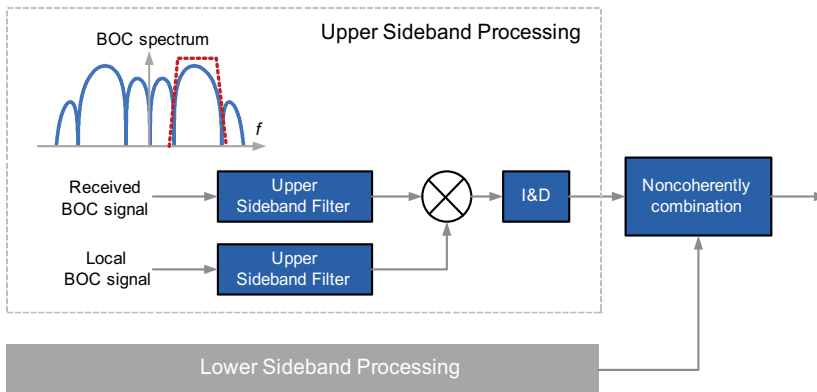 Upper Sideband Processing
BOC spectrum
f
Received
BOC signal
Upper
Sideband Filter
I&D
Noncoherently
combination
Local
BOC signal
Upper
Sideband Filter
Lower Sideband Processing